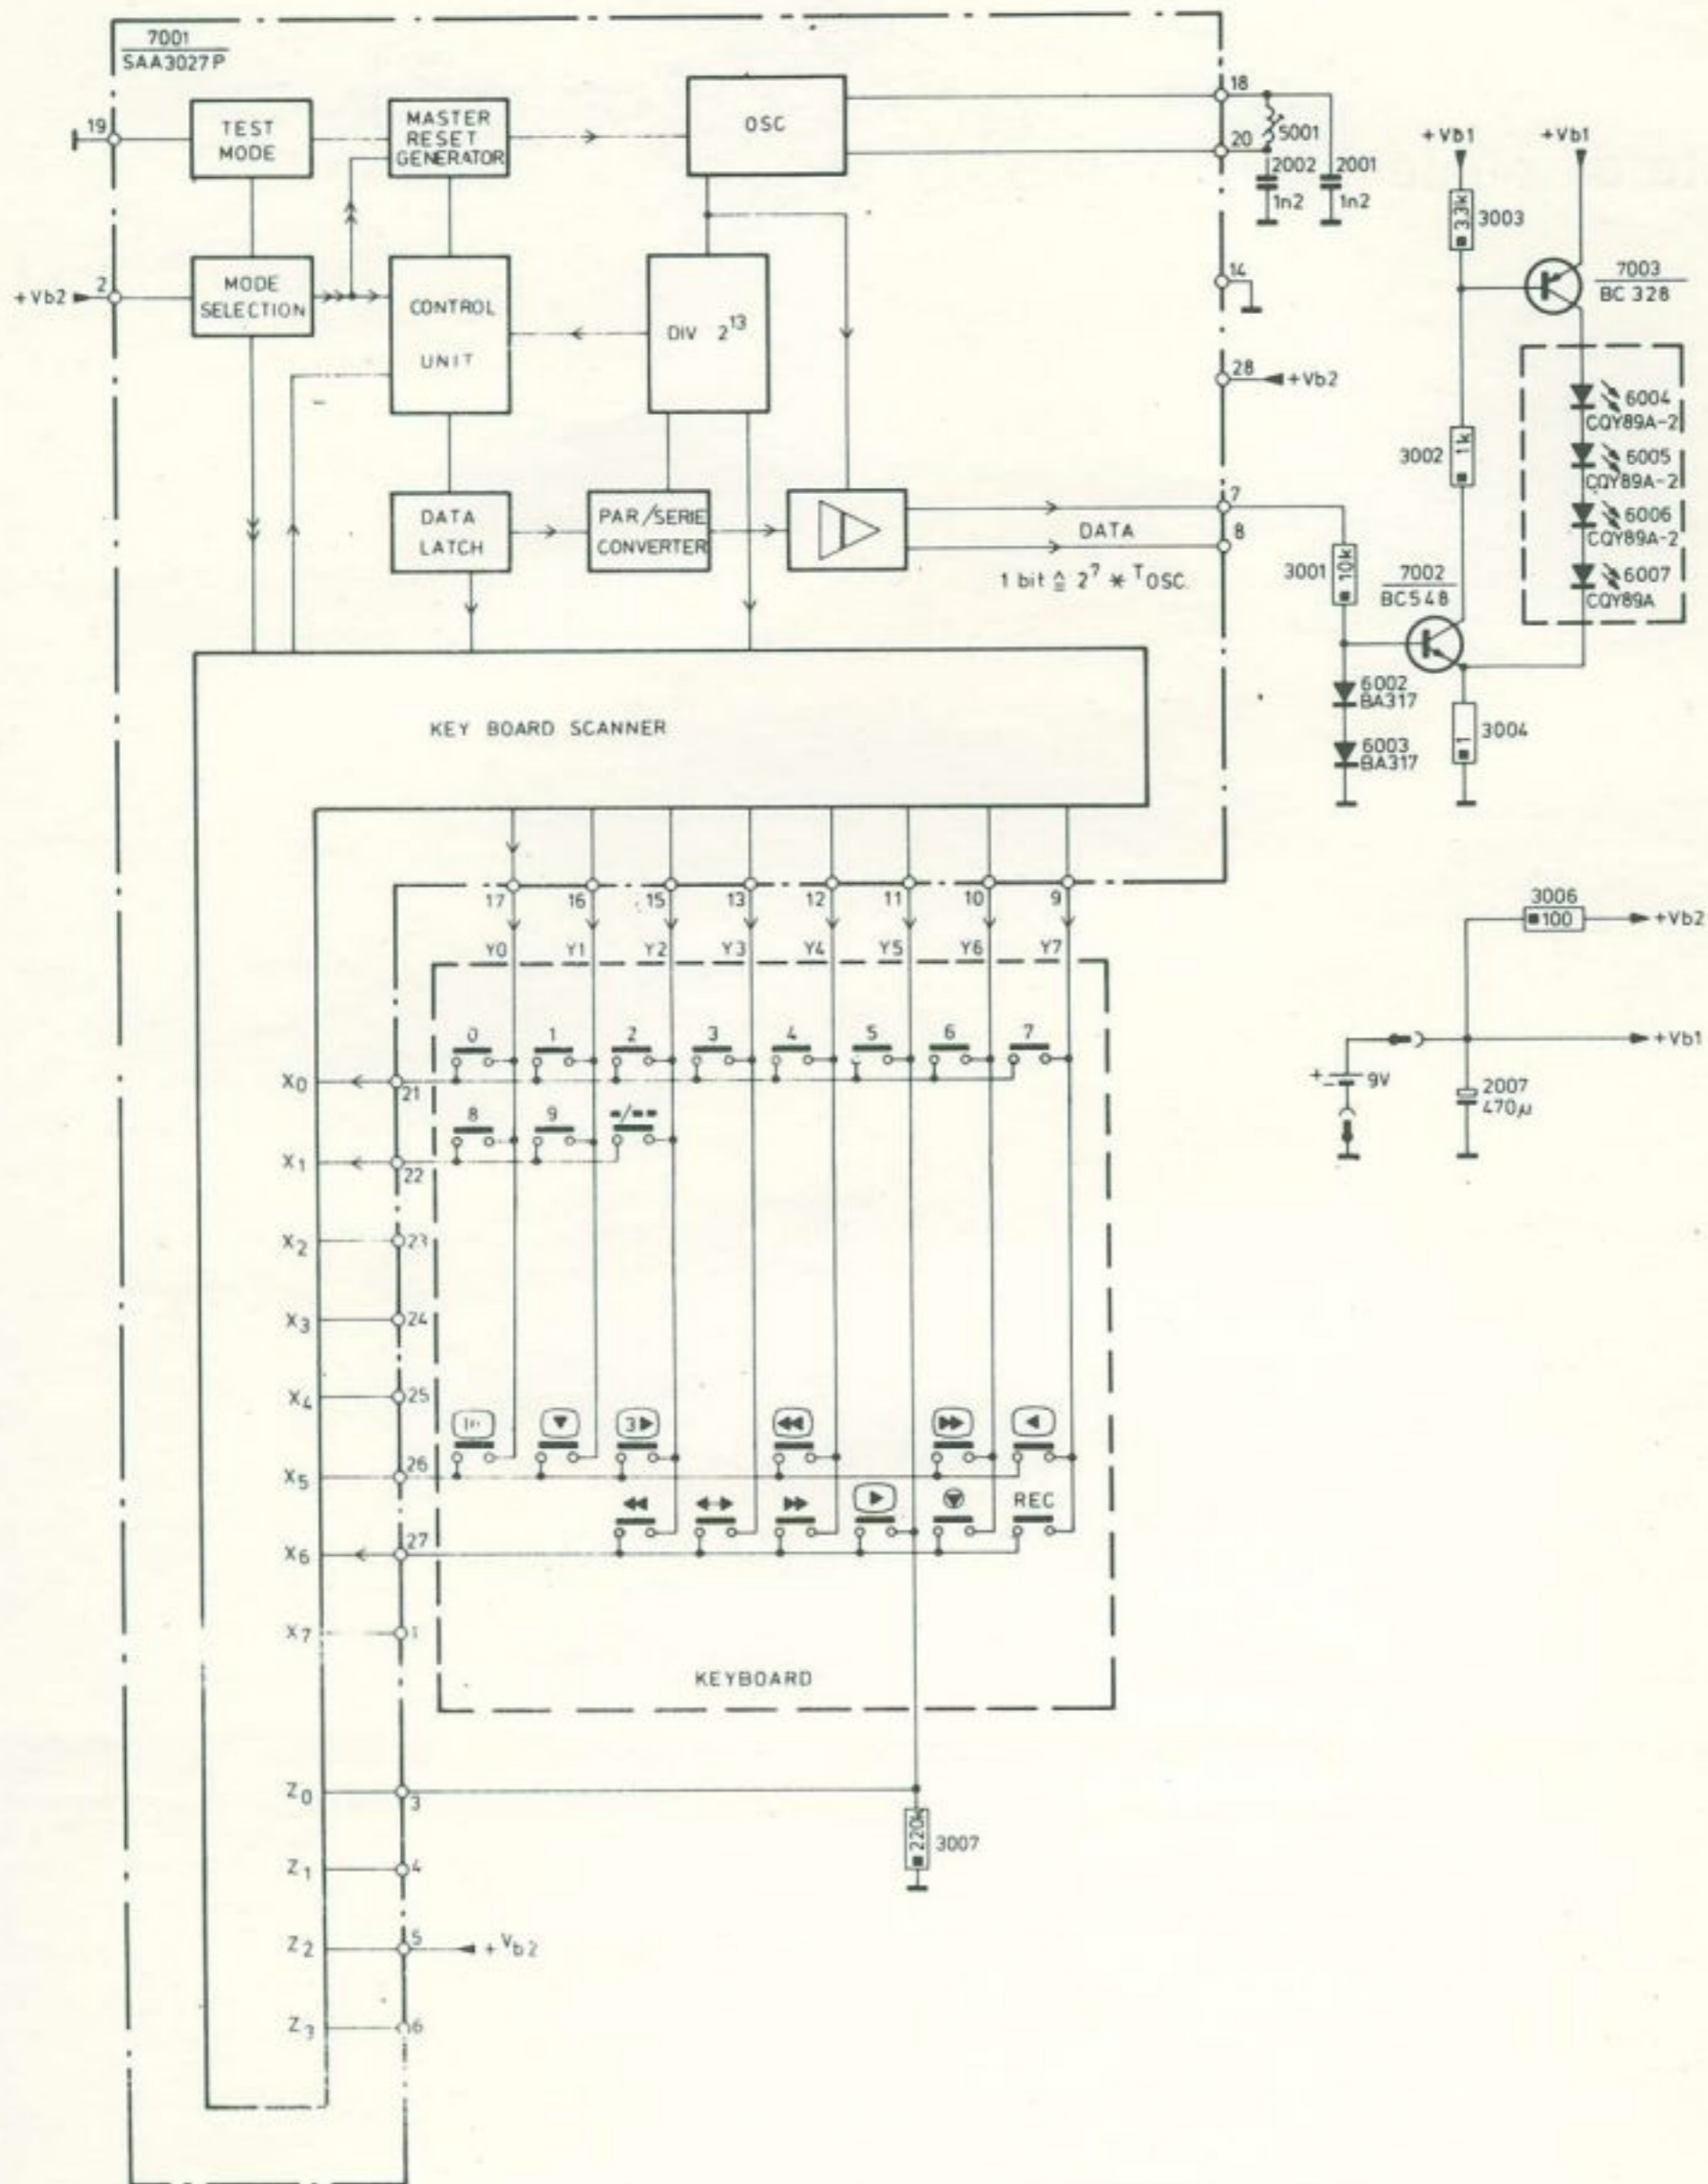 7001
SAA3027P
19
TEST
MODE
MASTER
RESET
GENERATOR
OSC
18
20
5001
2002
1n2
2001
1n2
+Vb1
+Vb1
3.3k
3003
7003
BC 328
+Vb2
2
MODE
SELECTION
CONTROL
UNIT
DIV 2¹³
14
28
+Vb2
6004
CQY89A-2
6005
CQY89A-2
6006
CQY89A-2
6007
CQY89A
3002
1k
DATA
LATCH
PAR/SERIE
CONVERTER
7
DATA
8
1 bit ≙ 2⁷ * TOSC.
3001
10k
7002
BC548
6002
BA317
6003
BA317
1
3004
KEY BOARD SCANNER
17 16 15 13 12 11 10 9
Y0 Y1 Y2 Y3 Y4 Y5 Y6 Y7
3006
100
+Vb2
+Vb1
+ - 9V
2007
470µ
0 1 2 3 4 5 6 7
X0
21
8 9 -/--
X1
22
X2
23
X3
24
X4
25
3
X5
26
REC
X6
27
X7
1
KEYBOARD
Z0
3
220k
3007
Z1
4
Z2
5
+Vb2
Z3
6